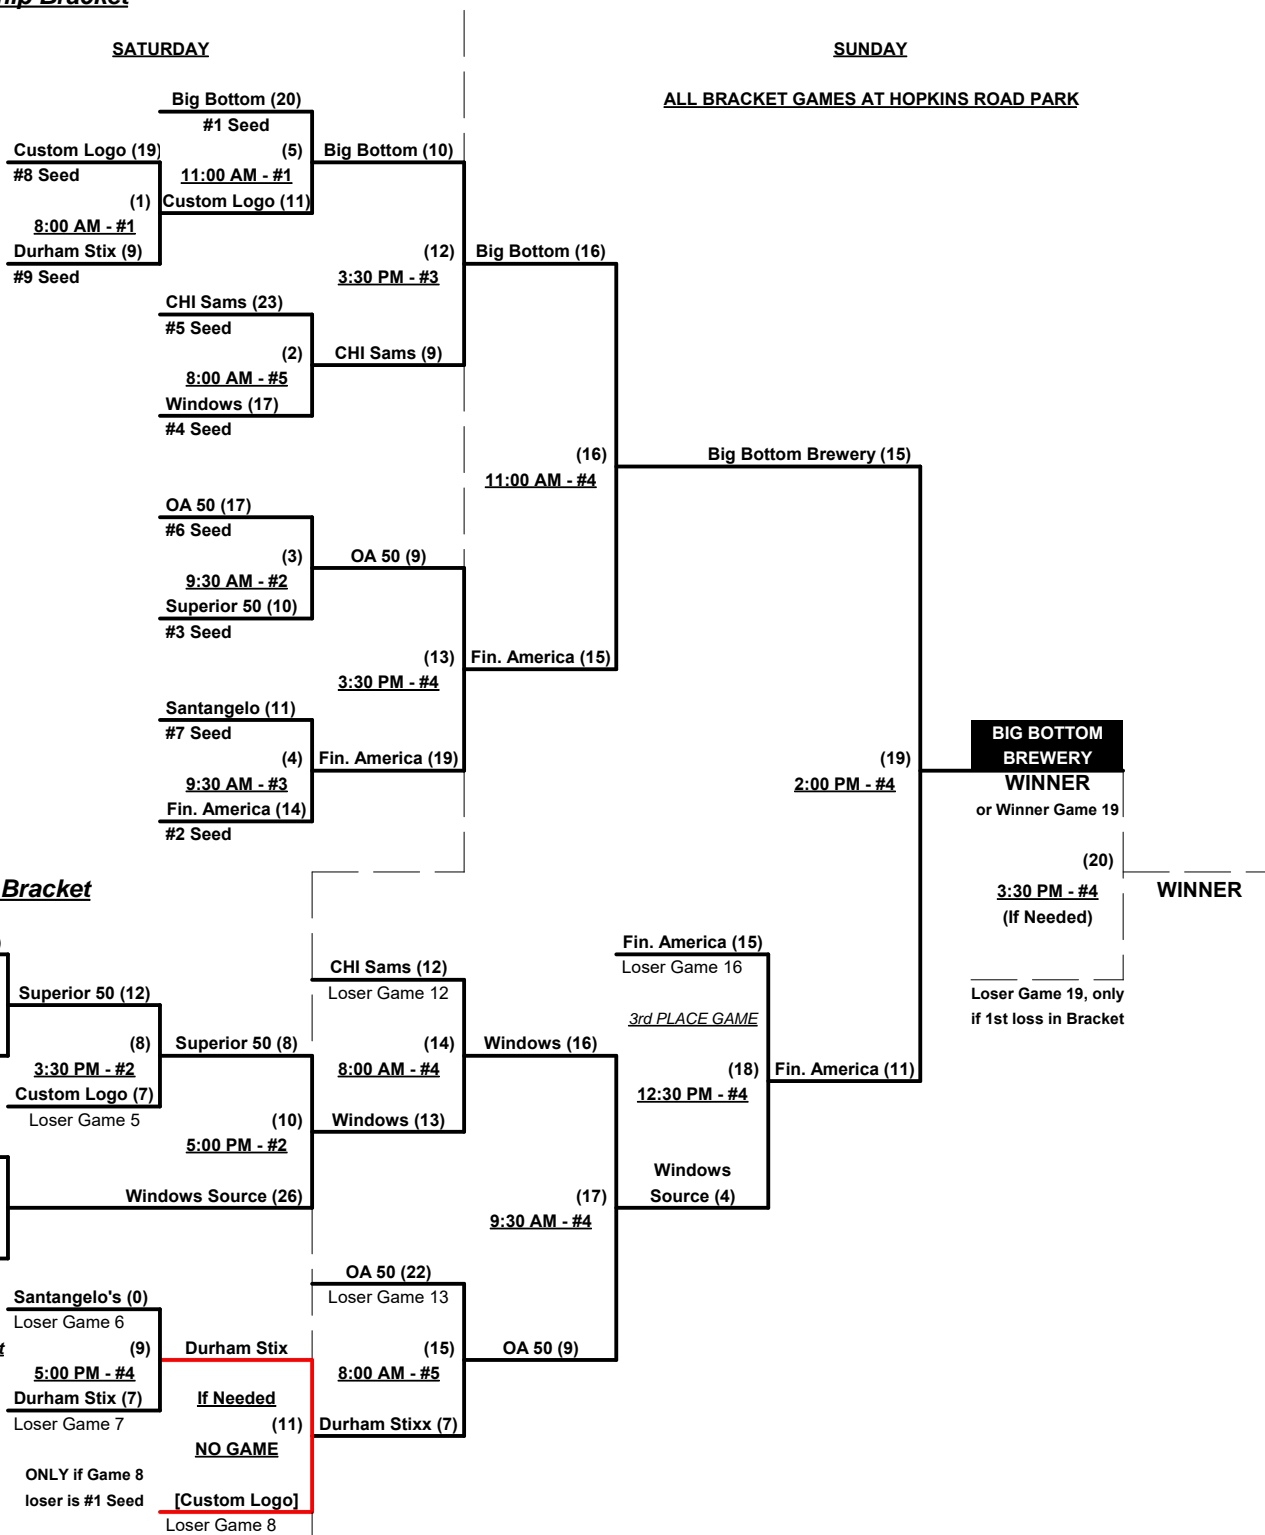 Bracket
SATURDAY
SUNDAY
ALL BRACKET GAMES AT HOPKINS ROAD PARK
Big Bottom (20)
#1 Seed
Custom Logo (19)
(5)
Big Bottom (10)
#8 Seed
11:00 AM - #1
(1)
Custom Logo (11)
8:00 AM - #1
Durham Stix (9)
(12)
Big Bottom (16)
#9 Seed
3:30 PM - #3
CHI Sams (23)
#5 Seed
(2)
CHI Sams (9)
8:00 AM - #5
Windows (17)
#4 Seed
(16)
Big Bottom Brewery (15)
11:00 AM - #4
OA 50 (17)
#6 Seed
(3)
OA 50 (9)
9:30 AM - #2
Superior 50 (10)
#3 Seed
(13)
Fin. America (15)
3:30 PM - #4
Santangelo (11)
#7 Seed
BIG BOTTOM
BREWERY
(4)
Fin. America (19)
(19)
9:30 AM - #3
2:00 PM - #4
WINNER
Fin. America (14)
or Winner Game 19
#2 Seed
(20)
Bracket
3:30 PM - #4
WINNER
(If Needed)
Fin. America (15)
CHI Sams (12)
Loser Game 16
Superior 50 (12)
Loser Game 12
Loser Game 19, only
3rd PLACE GAME
if 1st loss in Bracket
(8)
Superior 50 (8)
(14)
Windows (16)
3:30 PM - #2
8:00 AM - #4
(18)
Fin. America (11)
Custom Logo (7)
12:30 PM - #4
Loser Game 5
(10)
Windows (13)
5:00 PM - #2
Windows
Windows Source (26)
(17)
Source (4)
9:30 AM - #4
OA 50 (22)
Santangelo's (0)
Loser Game 13
Loser Game 6
(9)
Durham Stix
(15)
OA 50 (9)
5:00 PM - #4
8:00 AM - #5
Durham Stix (7)
If Needed
Loser Game 7
(11)
Durham Stixx (7)
NO GAME
ONLY if Game 8
loser is #1 Seed
[Custom Logo]
Loser Game 8